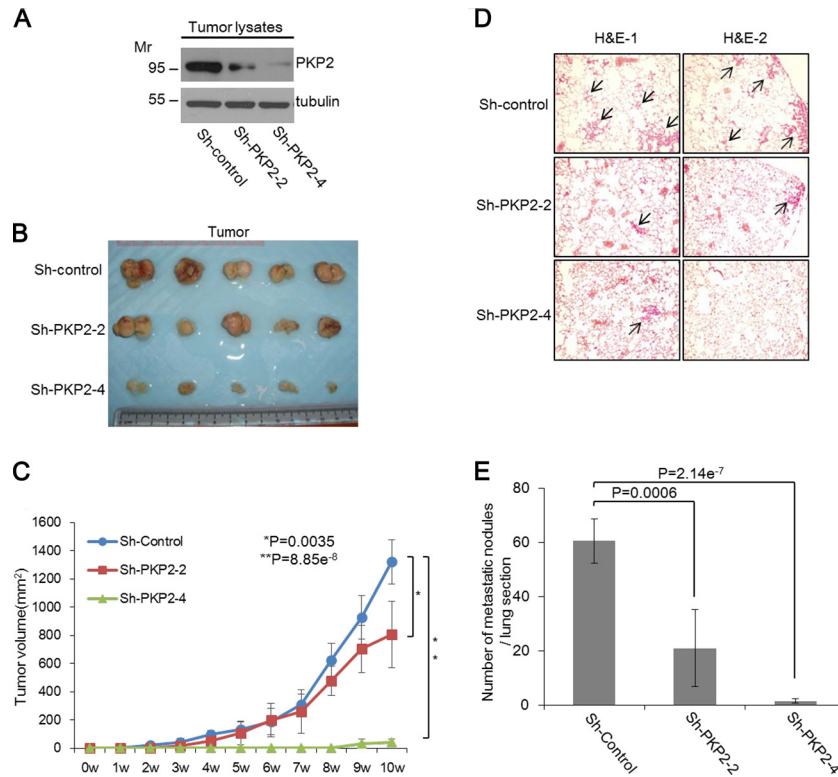 A
Tumor lysates
Mr
95
PKP2
55
tubulin
Sh-control
Sh-PKP2-2
Sh-PKP2-4
B
Tumor
Sh-control
Sh-PKP2-2
Sh-PKP2-4
C
Tumor volume(mm²)
1600
1400
1200
1000
800
600
400
200
0
Sh-Control
Sh-PKP2-2
Sh-PKP2-4
*P=0.0035
**P=8.85e⁻⁸
*
*
*
0w 1w 2w 3w 4w 5w 6w 7w 8w 9w 10w
D
H&E-1 H&E-2
Sh-control
Sh-PKP2-2
Sh-PKP2-4
E
P=2.14e⁻⁷
P=0.0006
Number of metastatic nodules
/ lung section
80
60
40
20
0
Sh-Control
Sh-PKP2-2
Sh-PKP2-4